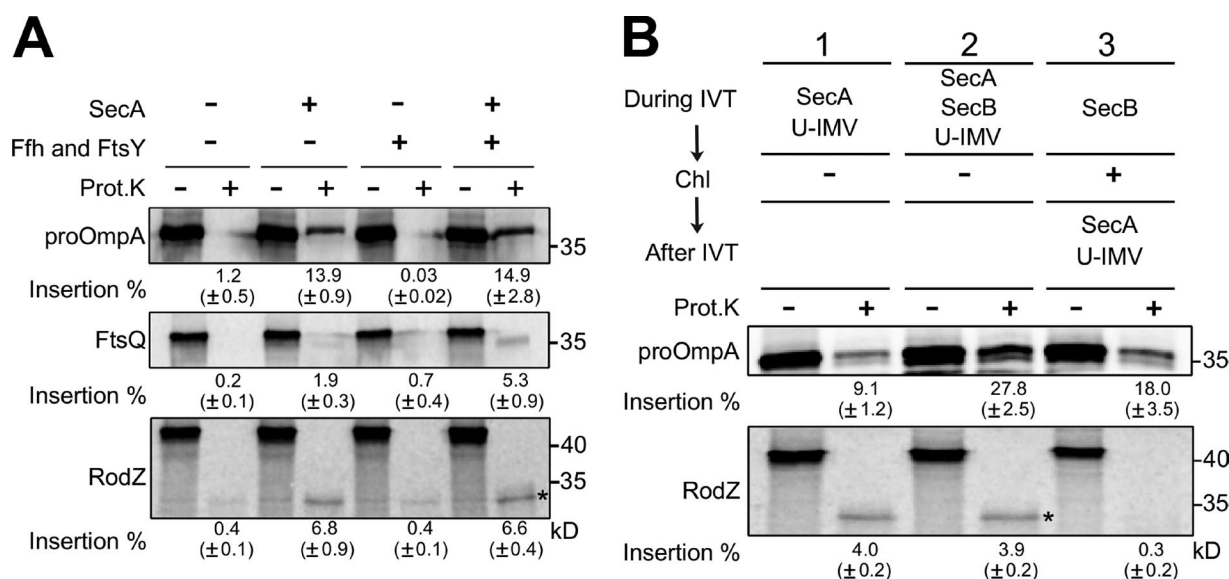 A
SecA - + - +
Ffh and FtsY - - + +
Prot.K - + - + - + - +
proOmpA
35
Insertion % 1.2 13.9 0.03 14.9
(±0.5) (±0.9) (±0.02) (±2.8)
FtsQ
35
Insertion % 0.2 1.9 0.7 5.3
(±0.1) (±0.3) (±0.4) (±0.9)
40
RodZ
35
*
kD
Insertion % 0.4 6.8 0.4 6.6
(±0.1) (±0.9) (±0.1) (±0.4)
B
1 2 3
During IVT
SecA
U-IMV
SecA
SecB
U-IMV
SecB
Chl - - +
After IVT
SecA
U-IMV
Prot.K - + - + - +
proOmpA
35
Insertion % 9.1 27.8 18.0
(±1.2) (±2.5) (±3.5)
40
RodZ
*
35
Insertion % 4.0 3.9 0.3 kD
(±0.2) (±0.2) (±0.2)